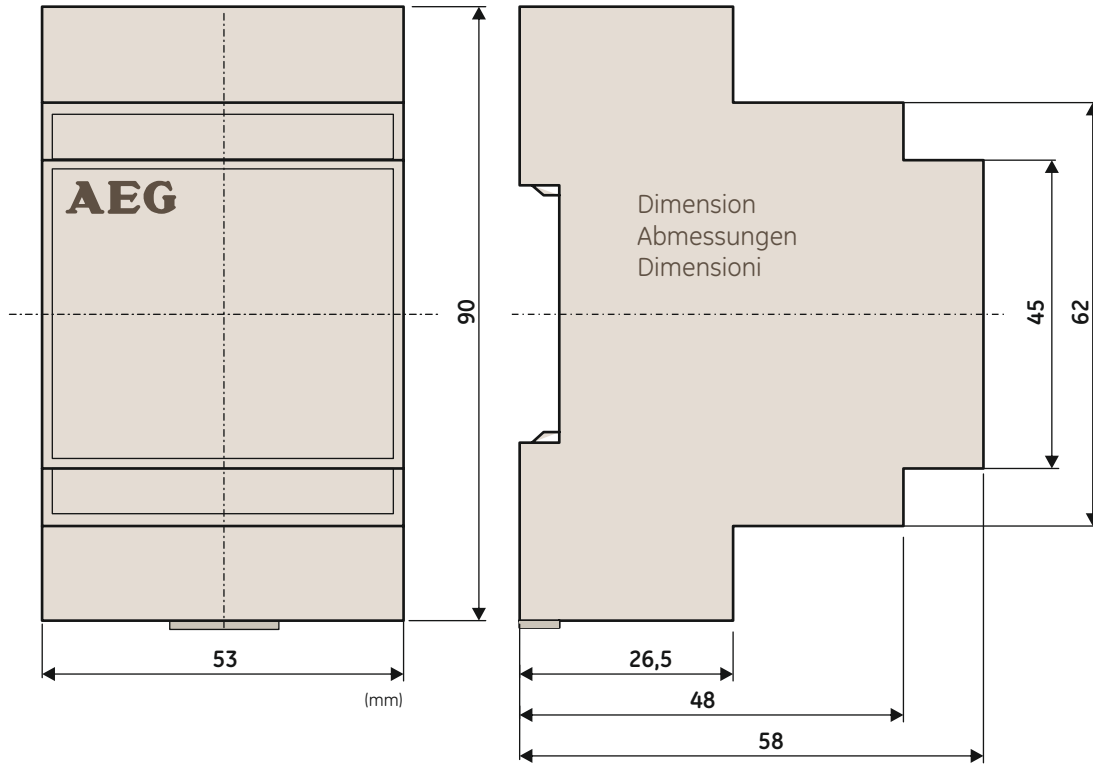 AEG
Dimension
Abmessungen
Dimensioni
90
45
62
53
(mm)
26,5
48
58